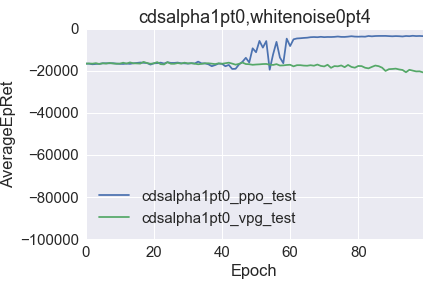 cdsalpha1pt0,whitenoise0pt4
AverageEpRet
0
−20000
−40000
−60000
−80000
−100000
cdsalpha1pt0_ppo_test
cdsalpha1pt0_vpg_test
0 20 40 60 80
Epoch